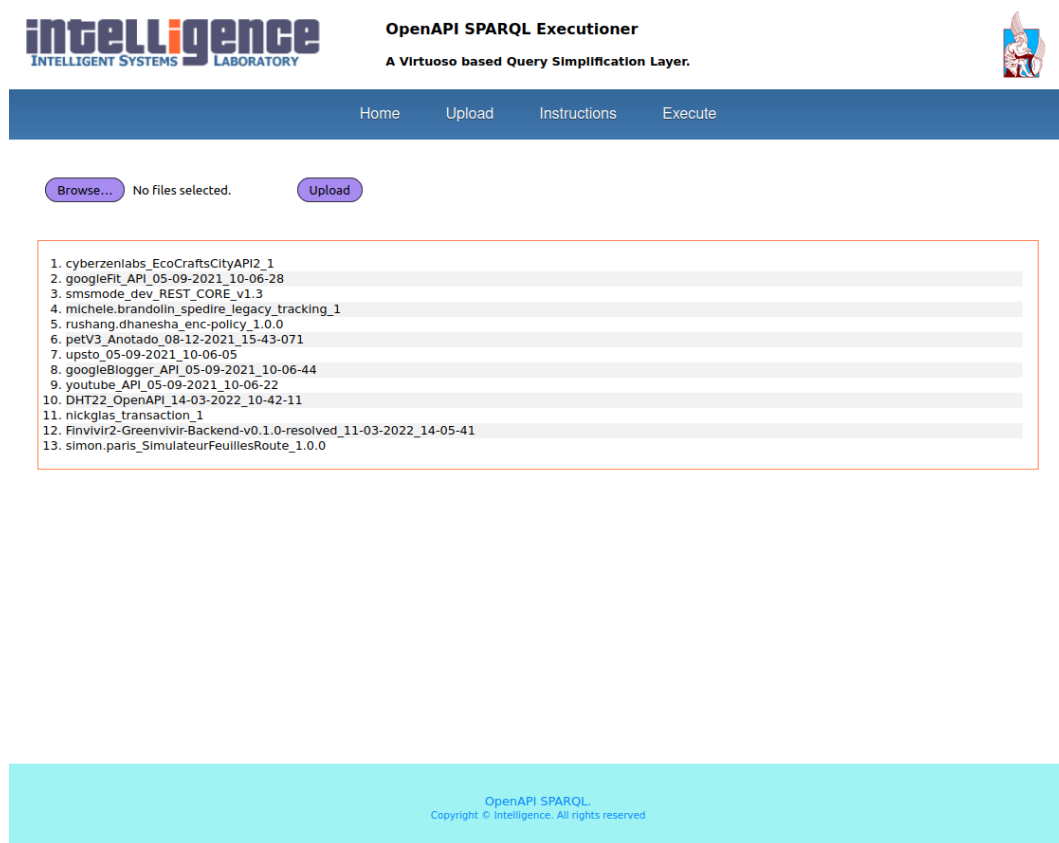 intelligence
INTELLIGENT SYSTEMS LABORATORY
OpenAPI SPARQL Executioner
A Virtuoso based Query Simplification Layer.
Home Upload Instructions Execute
Browse... No files selected. Upload
1. cyberzenlabs_EcoCraftsCityAPI2_1
2. googleFit_API_05-09-2021_10-06-28
3. smsmode_dev_REST_CORE_v1.3
4. michele.brandolin_spedire_legacy_tracking_1
5. rushang.dhanesha_enc-policy_1.0.0
6. petV3_Anotado_08-12-2021_15-43-071
7. upsto_05-09-2021_10-06-05
8. googleBlogger_API_05-09-2021_10-06-44
9. youtube_API_05-09-2021_10-06-22
10. DHT22_OpenAPI_14-03-2022_10-42-11
11. nickglas_transaction_1
12. Finvivir2-Greenvivir-Backend-v0.1.0-resolved_11-03-2022_14-05-41
13. simon.paris_SimulateurFeuillesRoute_1.0.0
OpenAPI SPARQL.
Copyright © Intelligence. All rights reserved